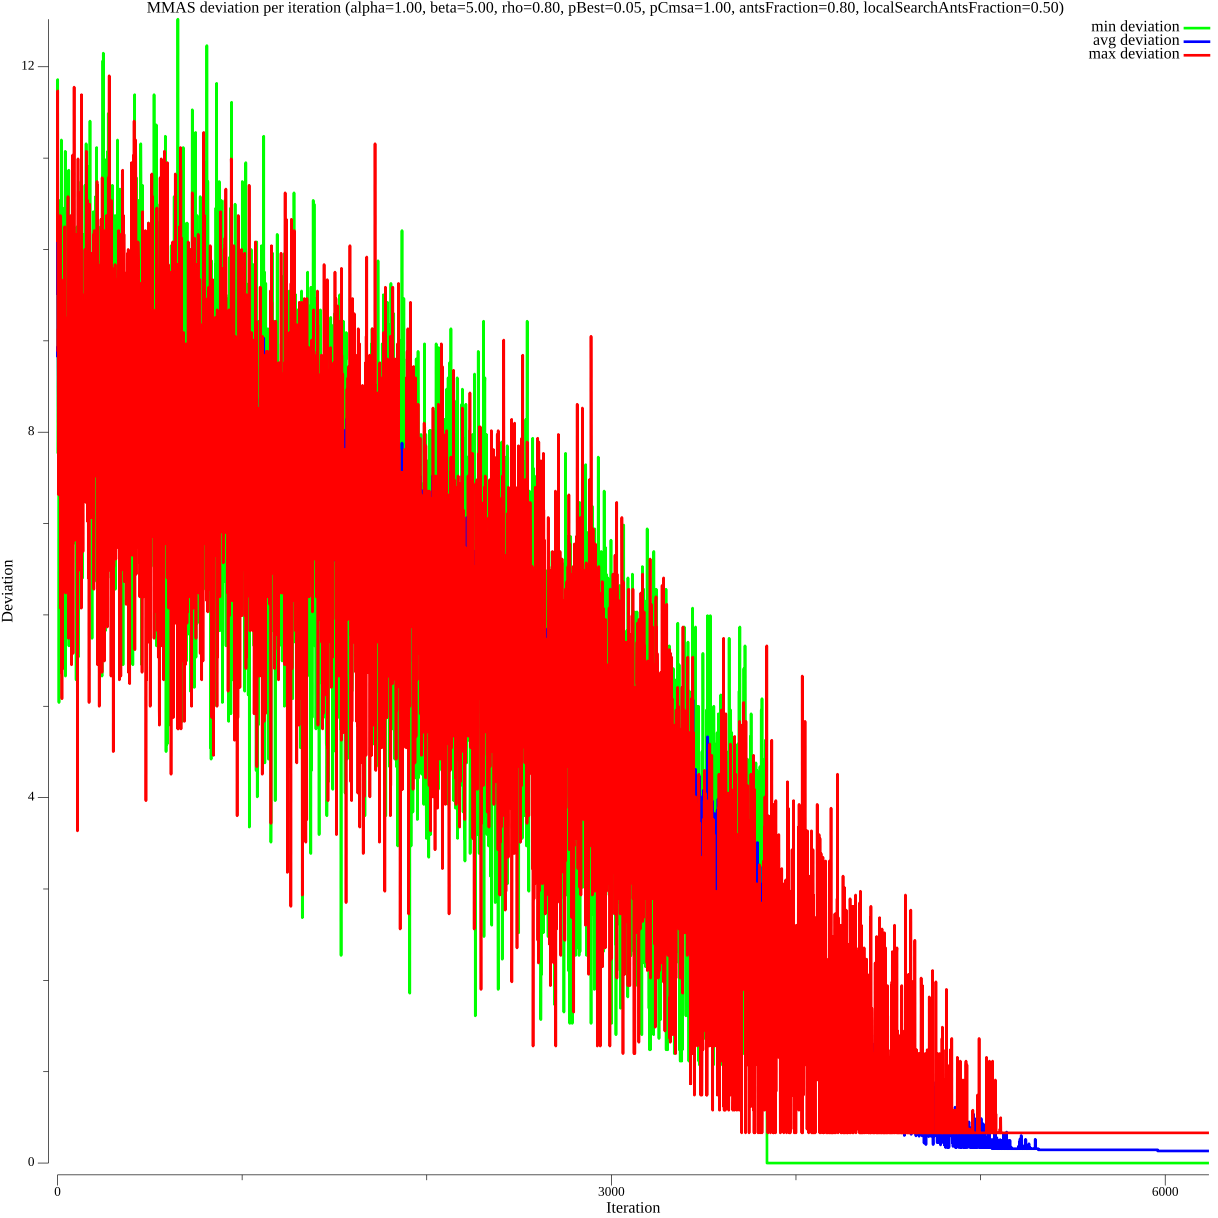 MMAS deviation per iteration (alpha=1.00, beta=5.00, rho=0.80, pBest=0.05, pCmsa=1.00, antsFraction=0.80, localSearchAntsFraction=0.50)
min deviation
avg deviation
max deviation
12
8
4
0
Deviation
0
3000
6000
Iteration